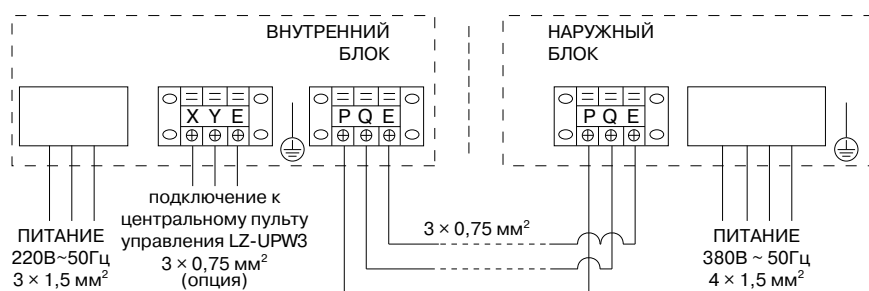 ВНУТРЕННИЙ
БЛОК
НАРУЖНЫЙ
БЛОК
X Y E
P Q E
P Q E
подключение к
центральному пульту
управления LZ-UPW3
3 × 0,75 мм²
(опция)
ПИТАНИЕ
220В~50Гц
3 × 1,5 мм²
3 × 0,75 мм²
ПИТАНИЕ
380В ~ 50Гц
4 × 1,5 мм²